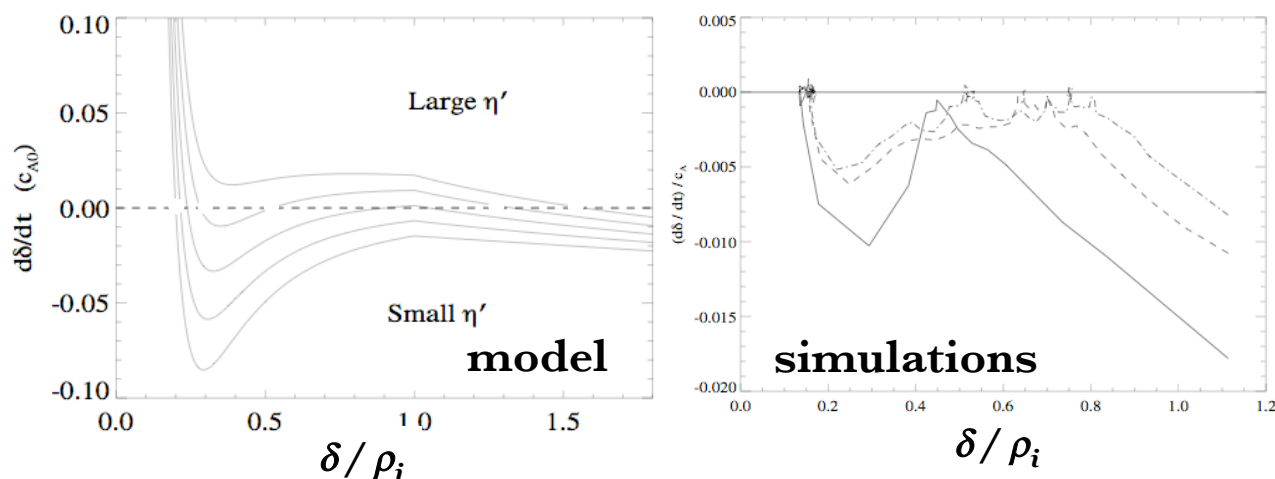 0.10
0.05
0.00
-0.05
-0.10
dδ/dt (c_A0)
Large η′
Small η′
model
0.0 0.5 1.0 1.5
δ / ρ_i
0.005
0.000
-0.005
-0.010
-0.015
-0.020
(dδ / dt) / c_A
simulations
0.0 0.2 0.4 0.6 0.8 1.0 1.2
δ / ρ_i